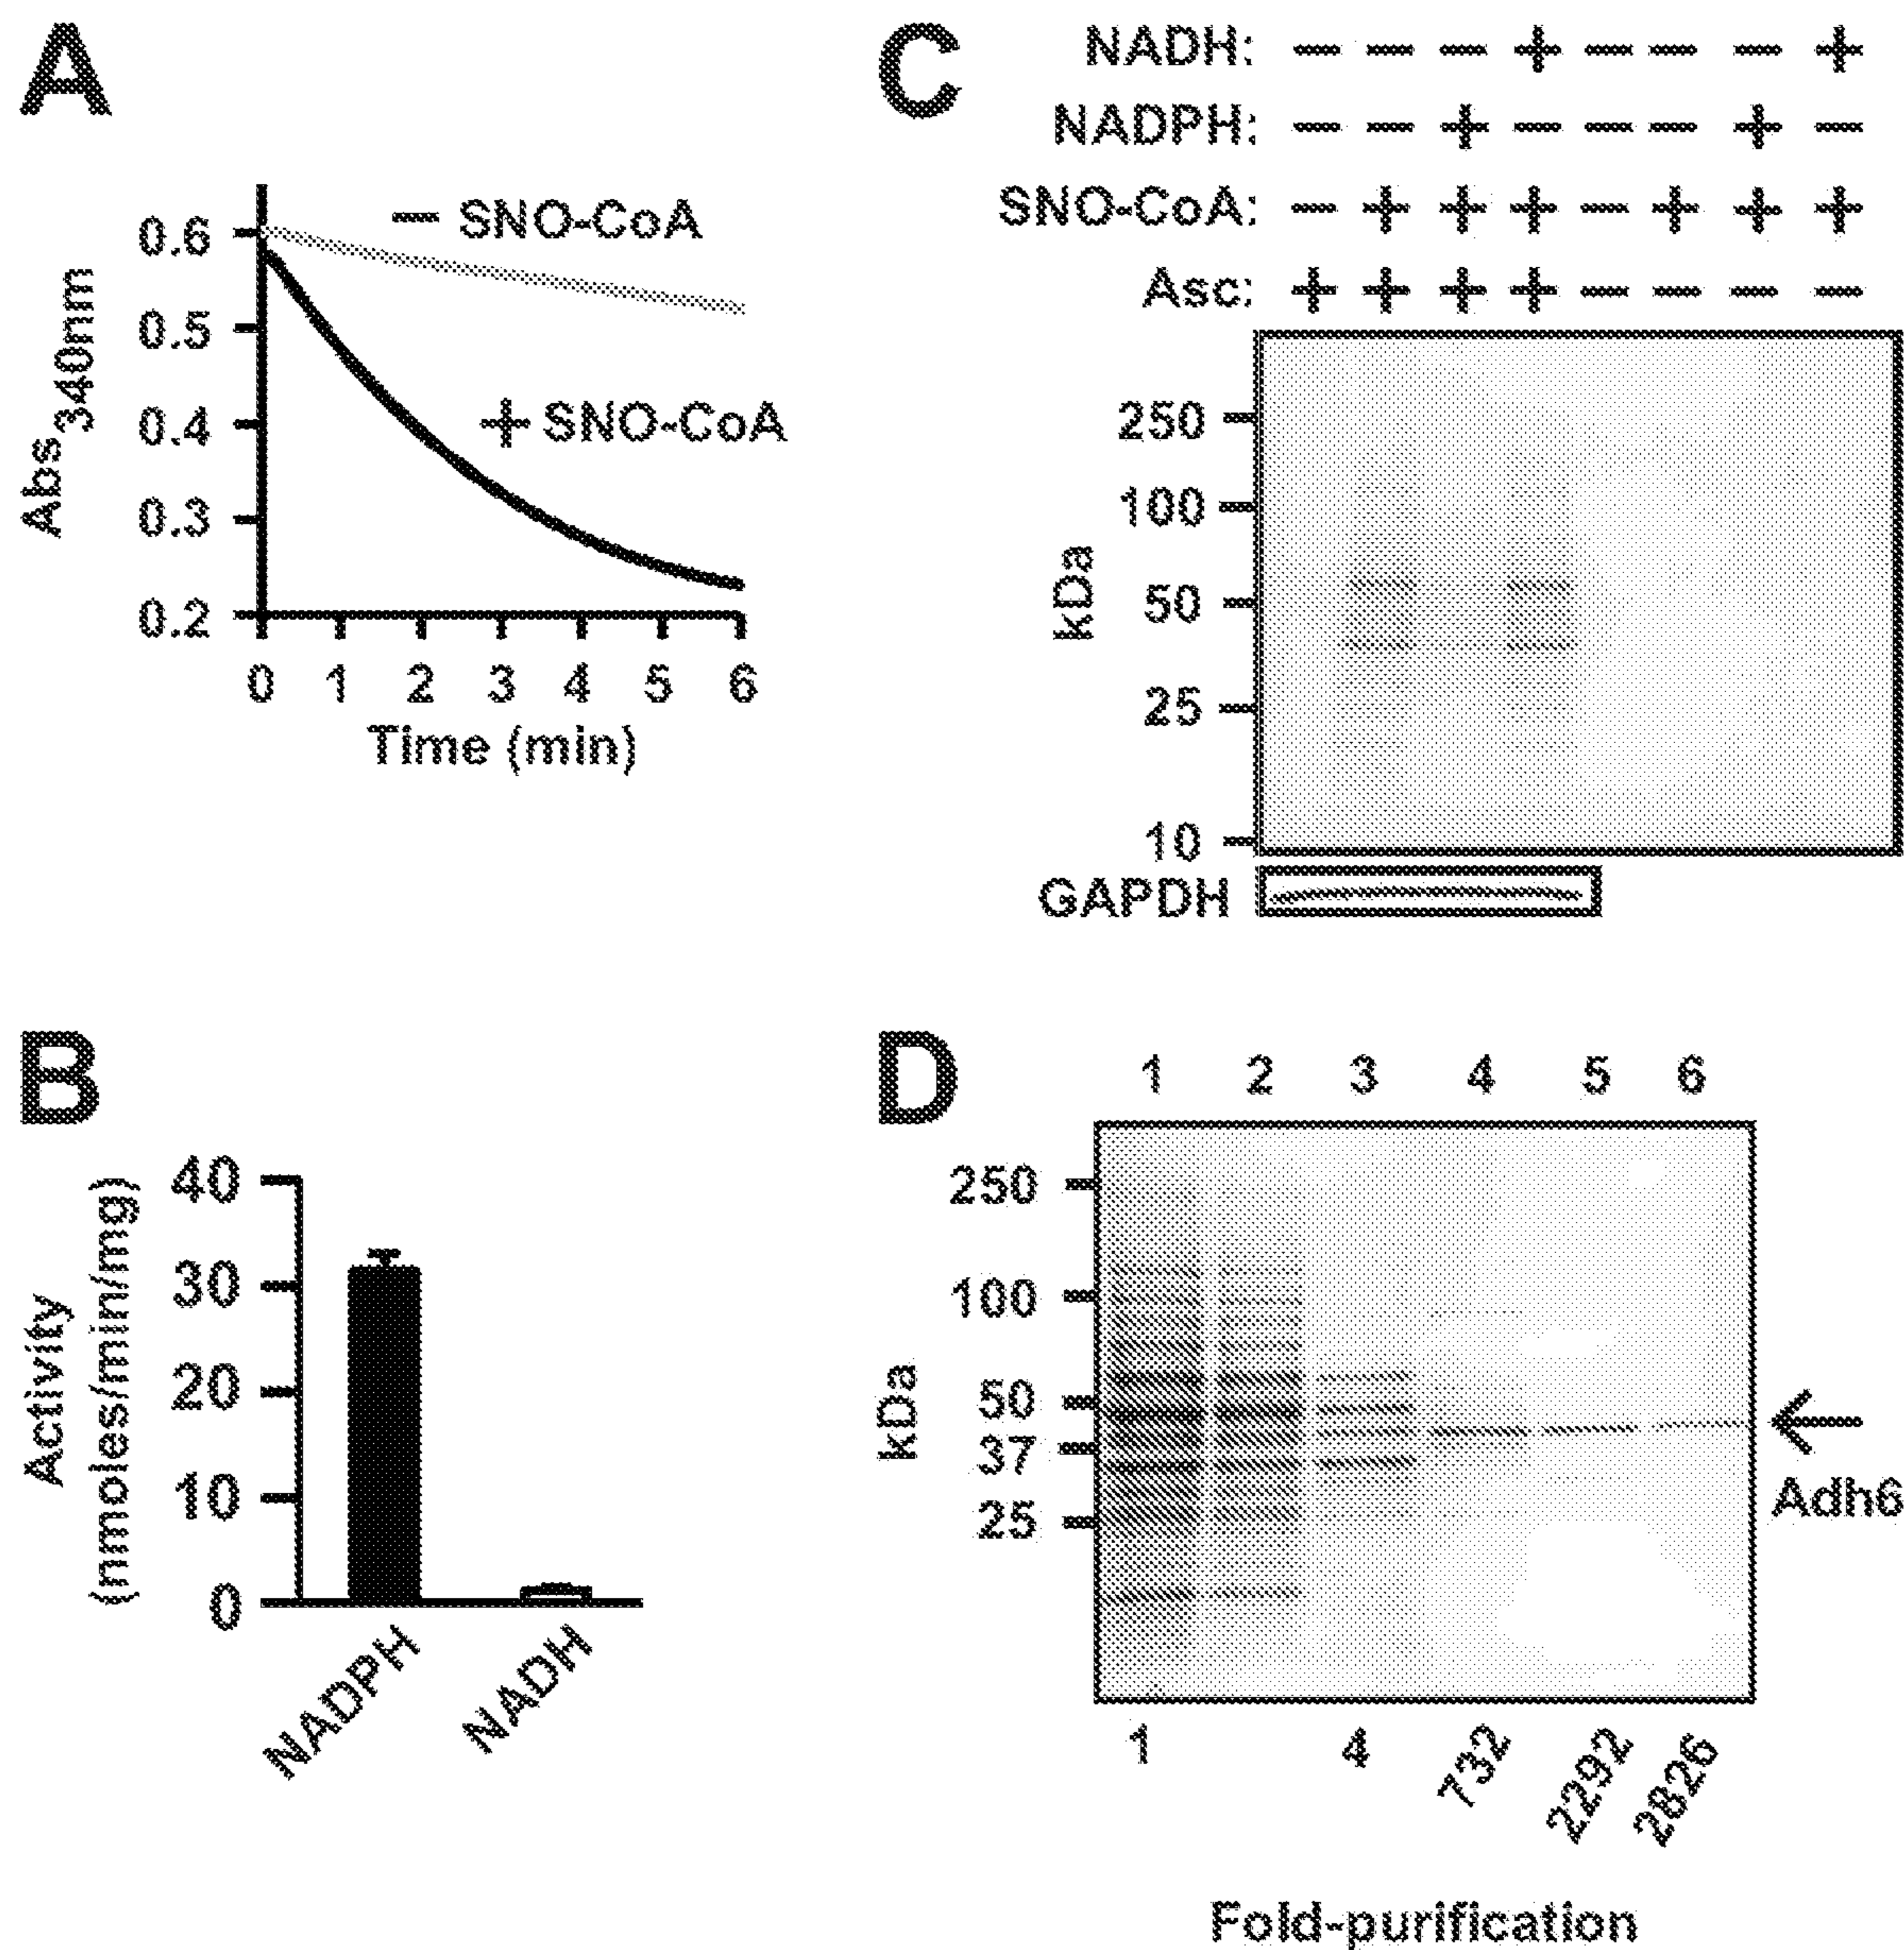 A
Abs340nm
0.6
0.5
0.4
0.3
0.2
− SNO-CoA
+ SNO-CoA
0 1 2 3 4 5 6
Time (min)
C
NADH: − − − + − − − +
NADPH: − − + − − − + −
SNO-CoA: − + + + − + + +
Asc: + + + + − − − −
kDa
250
100
50
25
10
GAPDH
B
Activity
(nmoles/min/mg)
40
30
20
10
0
NADPH
NADH
D
1 2 3 4 5 6
kDa
250
100
50
37
25
Adh6
1 4 732 2292 2826
Fold-purification